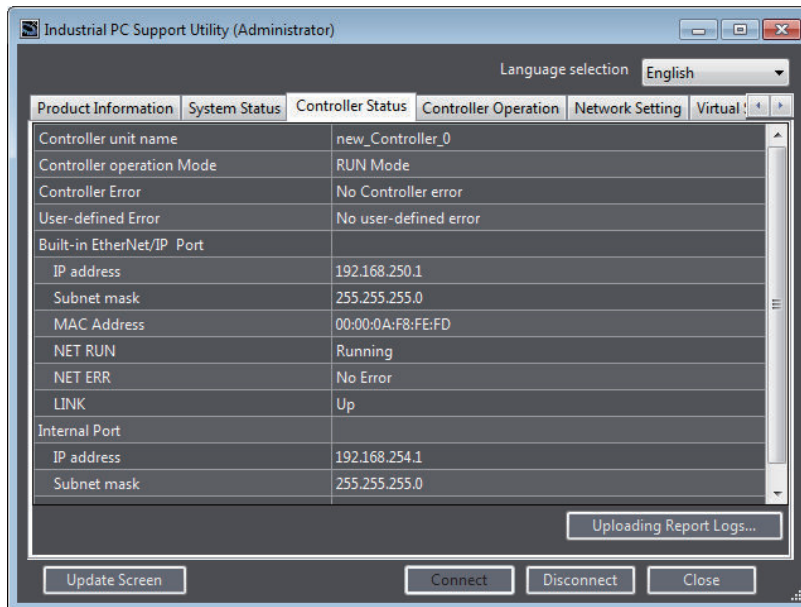 Industrial PC Support Utility (Administrator)
Language selection English
Product Information System Status Controller Status Controller Operation Network Setting Virtual
Controller unit name new_Controller_0
Controller operation Mode RUN Mode
Controller Error No Controller error
User-defined Error No user-defined error
Built-in EtherNet/IP Port
IP address 192.168.250.1
Subnet mask 255.255.255.0
MAC Address 00:00:0A:F8:FE:FD
NET RUN Running
NET ERR No Error
LINK Up
Internal Port
IP address 192.168.254.1
Subnet mask 255.255.255.0
Uploading Report Logs...
Update Screen Connect Disconnect Close